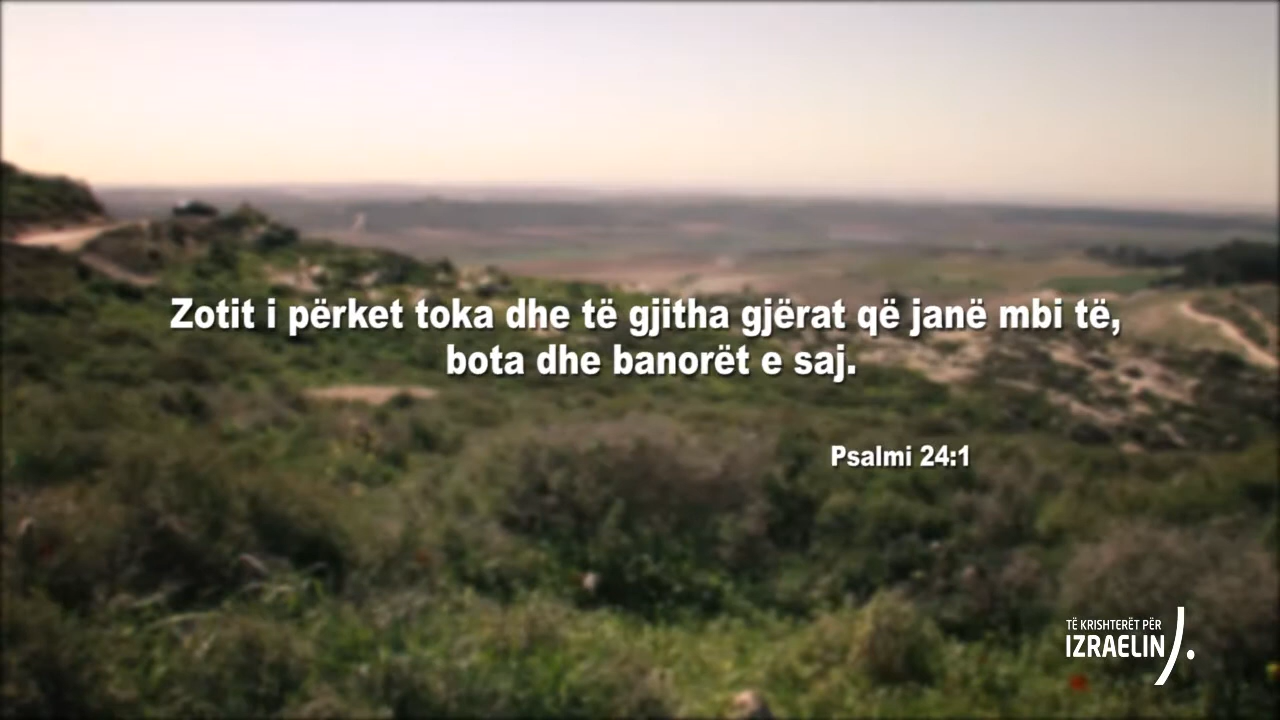 Zotit i përket toka dhe të gjitha gjërat që janë mbi të,
bota dhe banorët e saj.
Psalmi 24:1
TË KRISHTERËT PËR
IZRAELIN